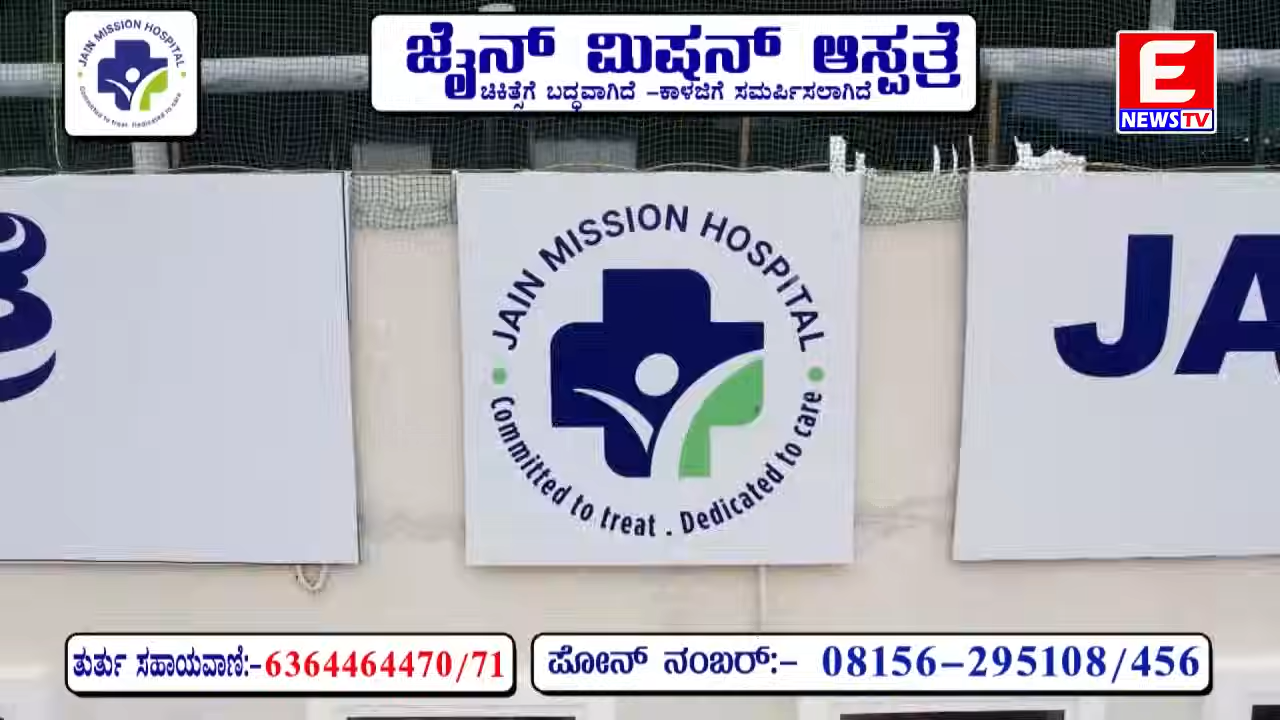 JAIN MISSION HOSPITAL
Committed to treat. Dedicated to care
ಜೈನ್ ಮಿಷನ್ ಆಸ್ಪತ್ರೆ
ಚಿಕಿತ್ಸೆಗೆ ಬದ್ಧವಾಗಿದೆ -ಕಾಳಜಿಗೆ ಸಮರ್ಪಿಸಲಾಗಿದೆ
E
NEWS TV
JAIN MISSION HOSPITAL
Committed to treat . Dedicated to care
JA
ತುರ್ತು ಸಹಾಯವಾಣಿ:-6364464470/71
ಫೋನ್ ನಂಬರ್:- 08156-295108/456